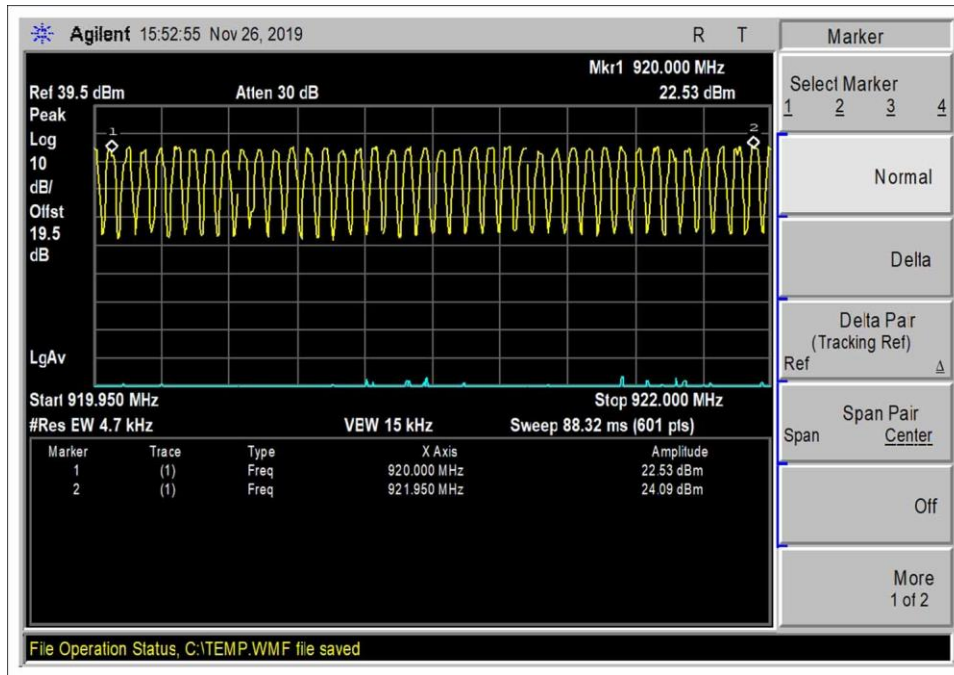 Agilent 15:52:55 Nov 26, 2019 R T
Marker
Mkr1 920.000 MHz
Ref 39.5 dBm Atten 30 dB 22.53 dBm
Peak
Log
10
dB/
Offst
19.5
dB
1
2
LgAv
Start 919.950 MHz Stop 922.000 MHz
#Res BW 4.7 kHz VBW 15 kHz Sweep 88.32 ms (601 pts)
Marker Trace Type X Axis Amplitude
1 (1) Freq 920.000 MHz 22.53 dBm
2 (1) Freq 921.950 MHz 24.09 dBm
Select Marker
1 2 3 4
Normal
Delta
Delta Pair
(Tracking Ref)
Ref Δ
Span Pair
Span Center
Off
More
1 of 2
File Operation Status, C:\TEMP.WMF file saved